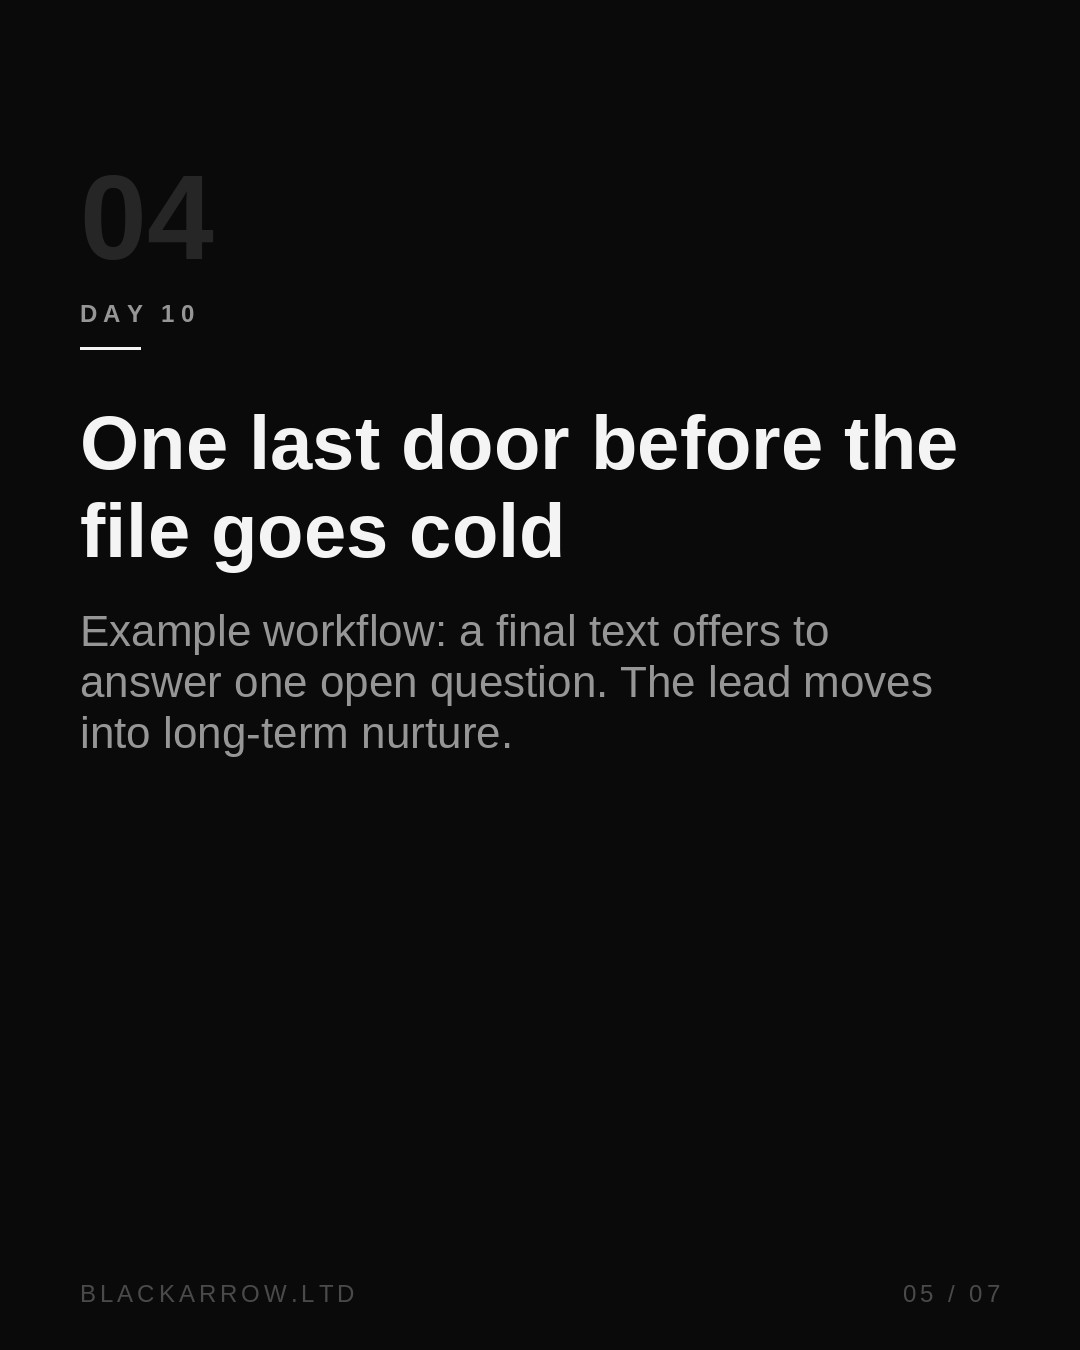 04
DAY 10
One last door before the
file goes cold
Example workflow: a final text offers to
answer one open question. The lead moves
into long-term nurture.
BLACKARROW.LTD
05 / 07